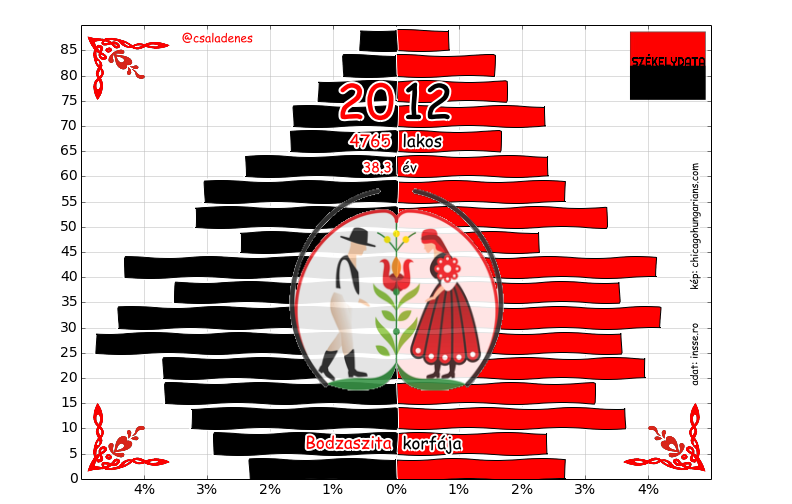 @csaladenes
SZÉKELYDATA
2012
4765 lakos
38.3 év
Bodzaszita korfája
kép: chicagohungarians.com
adat: insse.ro
85
80
75
70
65
60
55
50
45
40
35
30
25
20
15
10
5
0
4% 3% 2% 1% 0% 1% 2% 3% 4%